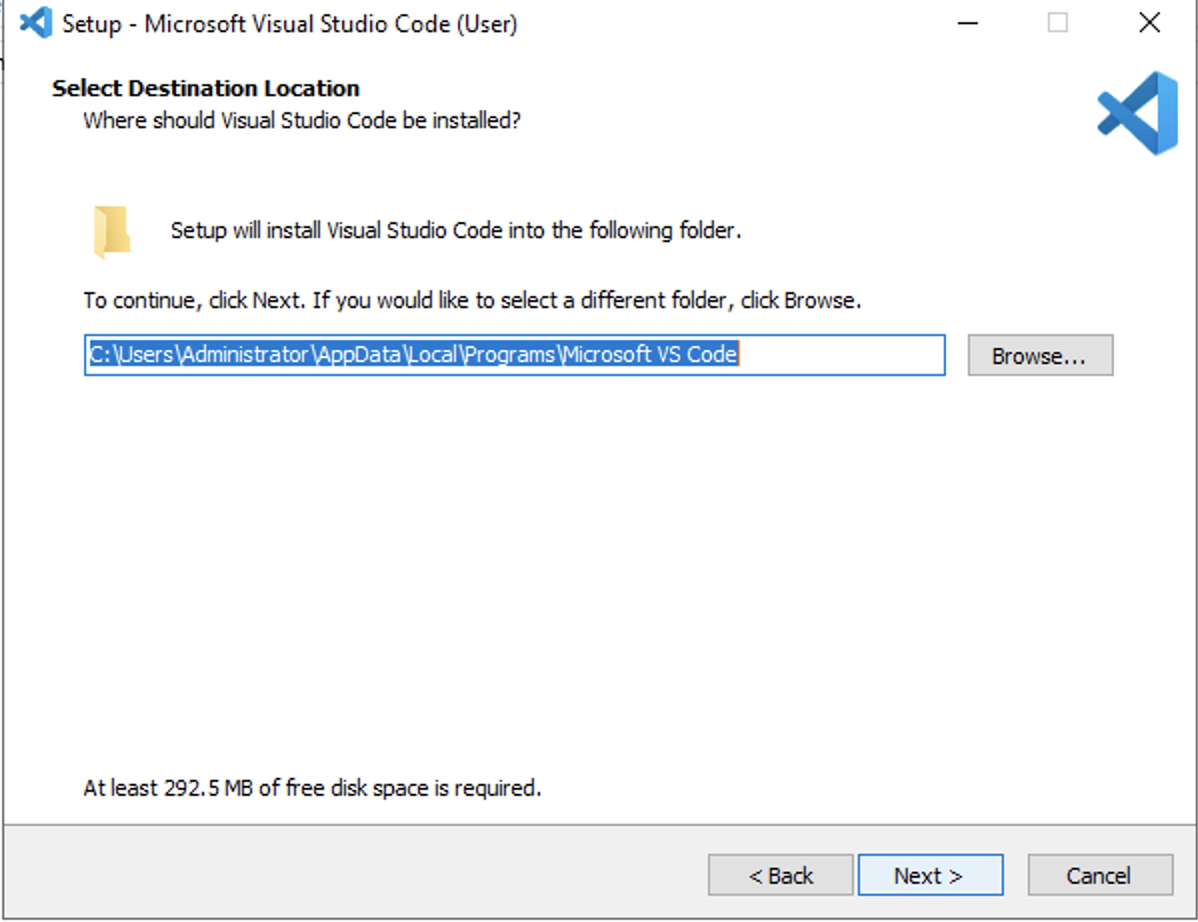 Setup - Microsoft Visual Studio Code (User)
Select Destination Location
Where should Visual Studio Code be installed?
Setup will install Visual Studio Code into the following folder.
To continue, click Next. If you would like to select a different folder, click Browse.
C:\Users\Administrator\AppData\Local\Programs\Microsoft VS Code
Browse...
At least 292.5 MB of free disk space is required.
< Back
Next >
Cancel